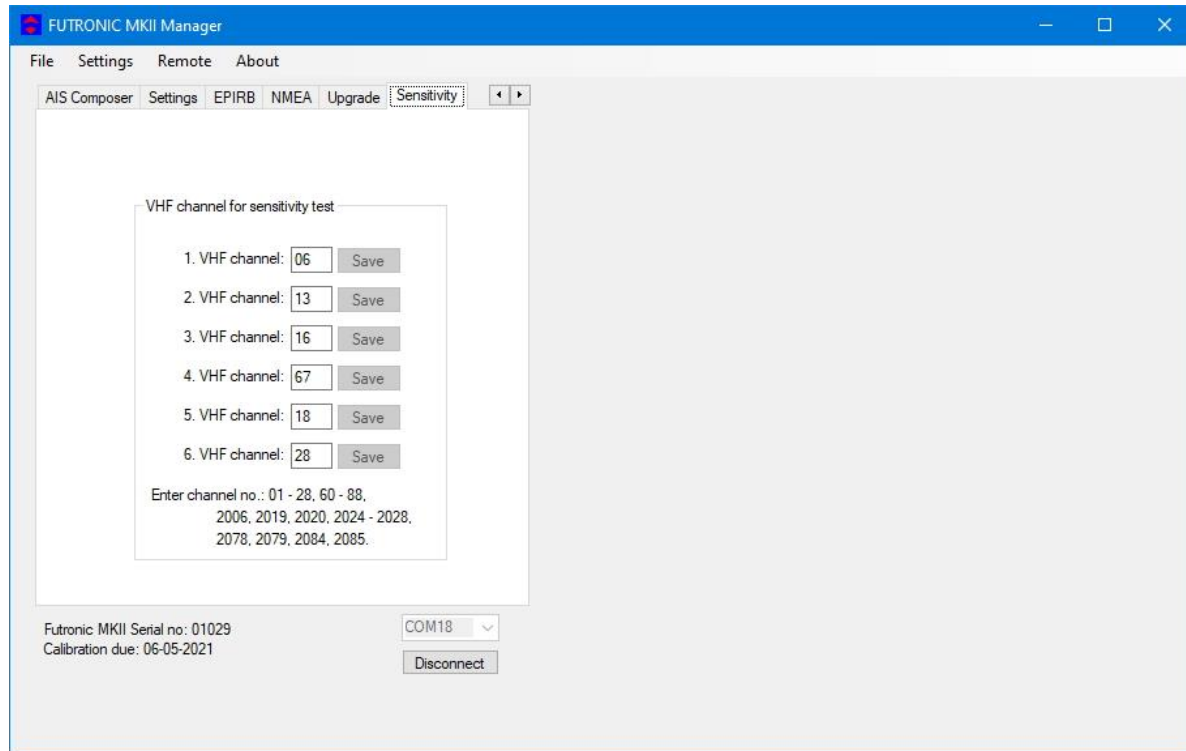 FUTRONIC MKII Manager
File Settings Remote About
AIS Composer Settings EPIRB NMEA Upgrade Sensitivity
VHF channel for sensitivity test
1. VHF channel: 06 Save
2. VHF channel: 13 Save
3. VHF channel: 16 Save
4. VHF channel: 67 Save
5. VHF channel: 18 Save
6. VHF channel: 28 Save
Enter channel no.: 01 - 28, 60 - 88,
2006, 2019, 2020, 2024 - 2028,
2078, 2079, 2084, 2085.
Futronic MKII Serial no: 01029
Calibration due: 06-05-2021
COM18
Disconnect